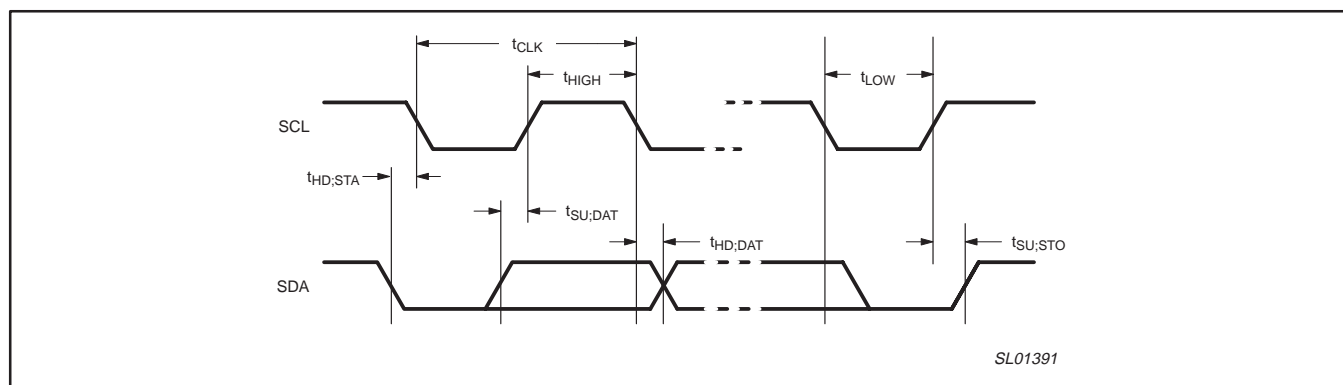 tCLK
tHIGH
tLOW
SCL
tHD;STA
tSU;DAT
tHD;DAT
tSU;STO
SDA
SL01391